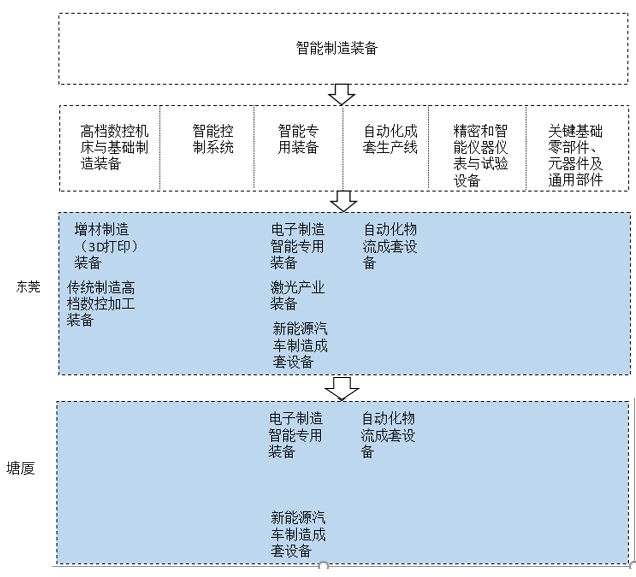 智能制造装备
高档数控机
床与基础制
造装备
智能控
制系统
智能专
用装备
自动化成
套生产线
精密和智
能仪器仪
表与试验
设备
关键基础
零部件、
元器件及
通用部件
东莞
增材制造
（3D打印）
装备
传统制造高
档数控加工
装备
电子制造
智能专用
装备
激光产业
装备
新能源汽
车制造成
套设备
自动化物
流成套设
备
塘厦
电子制造
智能专用
装备
新能源汽
车制造成
套设备
自动化物
流成套设
备